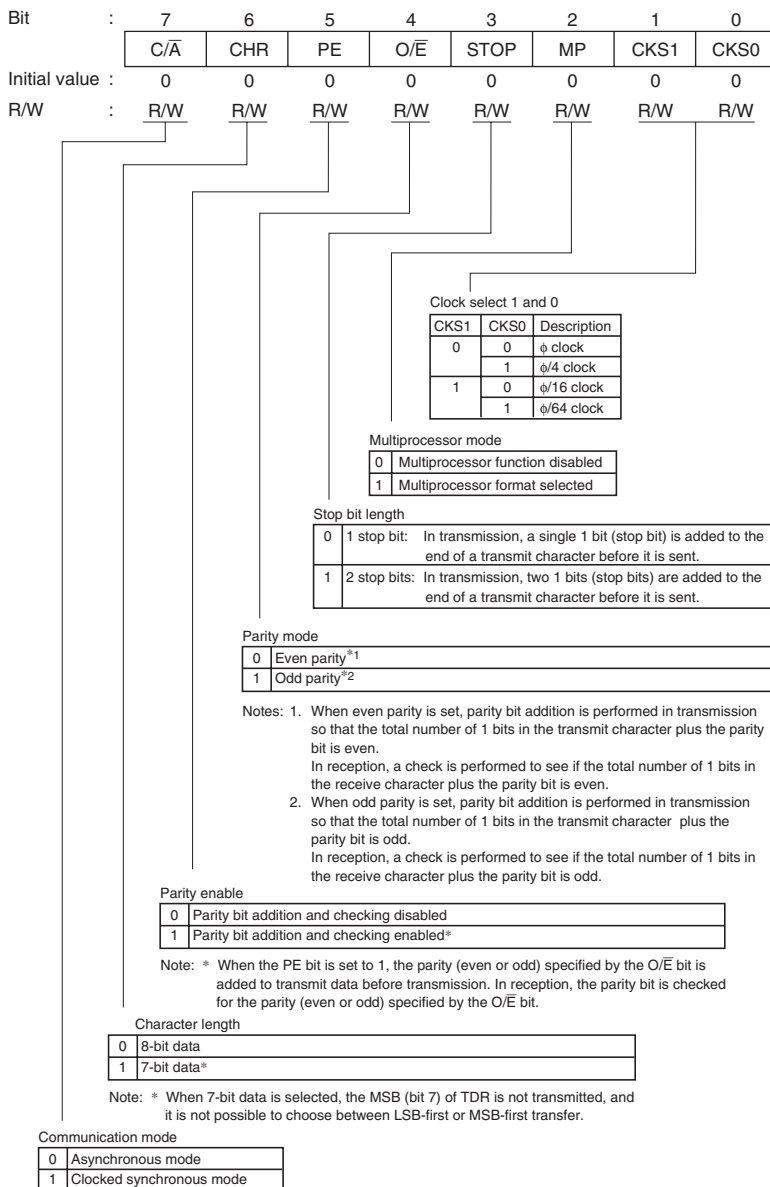 Bit : 7 6 5 4 3 2 1 0
C/A̅ CHR PE O/E̅ STOP MP CKS1 CKS0
Initial value : 0 0 0 0 0 0 0 0
R/W : R/W R/W R/W R/W R/W R/W R/W R/W
Clock select 1 and 0
CKS1 CKS0 Description
0 0 ϕ clock
1 ϕ/4 clock
1 0 ϕ/16 clock
1 ϕ/64 clock
Multiprocessor mode
0 Multiprocessor function disabled
1 Multiprocessor format selected
Stop bit length
0 1 stop bit: In transmission, a single 1 bit (stop bit) is added to the
end of a transmit character before it is sent.
1 2 stop bits: In transmission, two 1 bits (stop bits) are added to the
end of a transmit character before it is sent.
Parity mode
0 Even parity*1
1 Odd parity*2
Notes: 1. When even parity is set, parity bit addition is performed in transmission
so that the total number of 1 bits in the transmit character plus the parity
bit is even.
In reception, a check is performed to see if the total number of 1 bits in
the receive character plus the parity bit is even.
2. When odd parity is set, parity bit addition is performed in transmission
so that the total number of 1 bits in the transmit character plus the
parity bit is odd.
In reception, a check is performed to see if the total number of 1 bits in
the receive character plus the parity bit is odd.
Parity enable
0 Parity bit addition and checking disabled
1 Parity bit addition and checking enabled*
Note: * When the PE bit is set to 1, the parity (even or odd) specified by the O/E̅ bit is
added to transmit data before transmission. In reception, the parity bit is checked
for the parity (even or odd) specified by the O/E̅ bit.
Character length
0 8-bit data
1 7-bit data*
Note: * When 7-bit data is selected, the MSB (bit 7) of TDR is not transmitted, and
it is not possible to choose between LSB-first or MSB-first transfer.
Communication mode
0 Asynchronous mode
1 Clocked synchronous mode